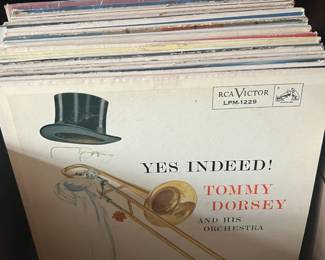 RCA VICTOR
LPM-1229
YES INDEED!
TOMMY
DORSEY
AND HIS
ORCHESTRA